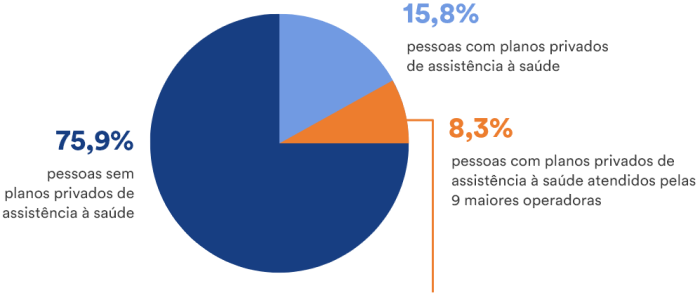 15,8%
pessoas com planos privados
de assistência à saúde
8,3%
pessoas com planos privados de
assistência à saúde atendidos pelas
9 maiores operadoras
75,9%
pessoas sem
planos privados de
assistência à saúde